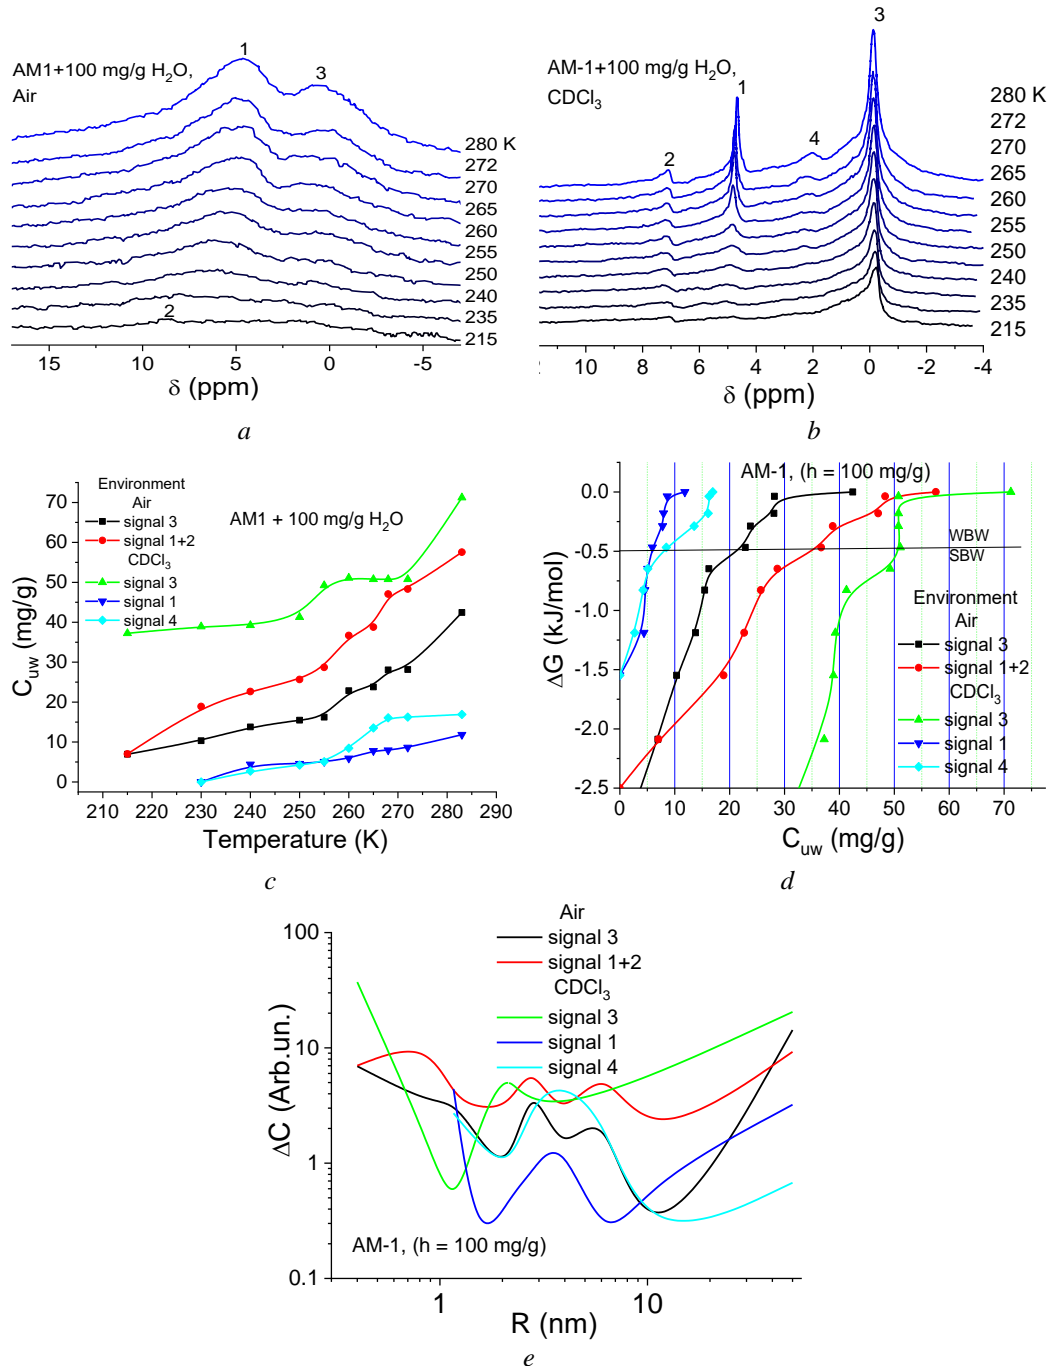 1
AM1+100 mg/g H2O,
3
Air
280 K
272
270
265
260
255
250
240
235
2
215
15
10
5
0
-5
δ (ppm)
a
3
AM-1+100 mg/g H2O,
1
CDCl3
280 K
272
4
270
2
265
260
255
250
240
235
215
10
8
6
4
2
0
-2
-4
δ (ppm)
b
70
60
50
40
30
20
10
0
Cuw (mg/g)
Environment
Air
signal 3
signal 1+2
CDCl3
signal 3
signal 1
signal 4
AM1 + 100 mg/g H2O
210 220 230 240 250 260 270 280 290
Temperature (K)
c
AM-1, (h = 100 mg/g)
0.0
-0.5
-1.0
-1.5
-2.0
-2.5
ΔG (kJ/mol)
WBW
SBW
Environment
Air
signal 3
signal 1+2
CDCl3
signal 3
signal 1
signal 4
0 10 20 30 40 50 60 70
Cuw (mg/g)
d
Air
signal 3
signal 1+2
CDCl3
signal 3
signal 1
signal 4
100
10
1
0.1
ΔC (Arb.un.)
AM-1, (h = 100 mg/g)
1
10
R (nm)
e